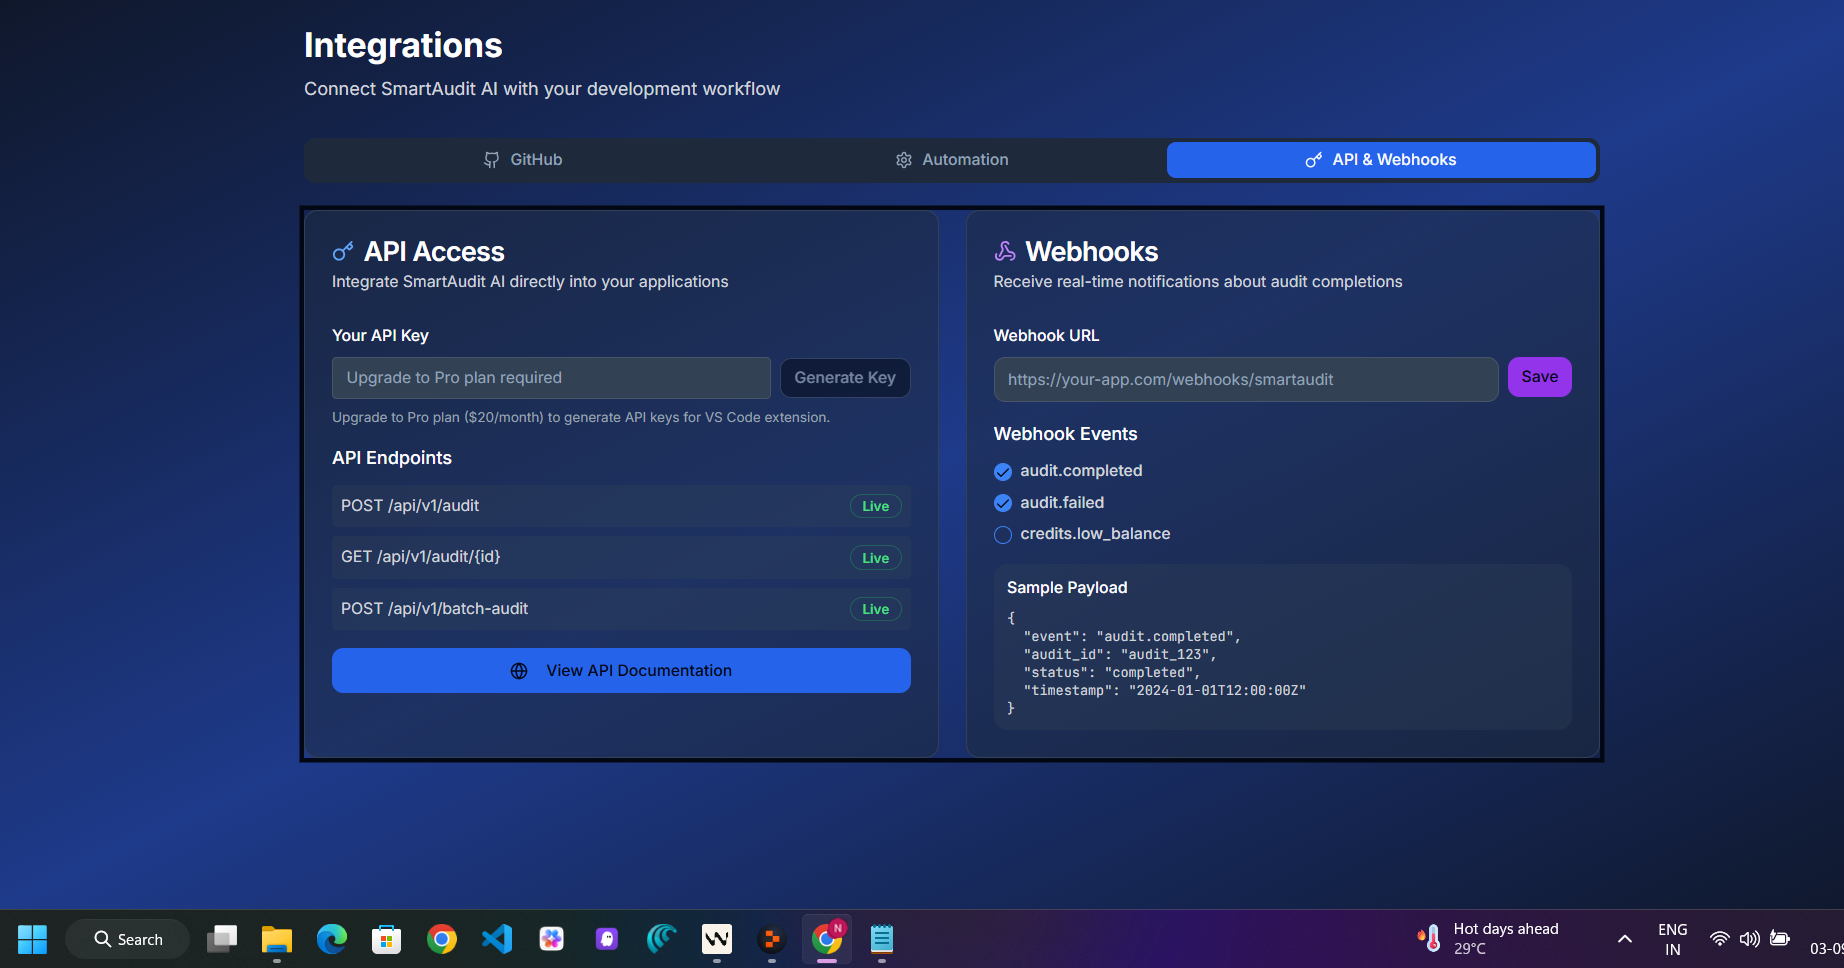 Integrations
Connect SmartAudit AI with your development workflow
GitHub
Automation
API & Webhooks
API Access
Integrate SmartAudit AI directly into your applications
Your API Key
Upgrade to Pro plan required
Generate Key
Upgrade to Pro plan ($20/month) to generate API keys for VS Code extension.
API Endpoints
POST /api/v1/audit
Live
GET /api/v1/audit/{id}
Live
POST /api/v1/batch-audit
Live
View API Documentation
Webhooks
Receive real-time notifications about audit completions
Webhook URL
https://your-app.com/webhooks/smartaudit
Save
Webhook Events
audit.completed
audit.failed
credits.low_balance
Sample Payload
{
"event": "audit.completed",
"audit_id": "audit_123",
"status": "completed",
"timestamp": "2024-01-01T12:00:00Z"
}
Search
N
Hot days ahead
29°C
ENG
IN
03-09